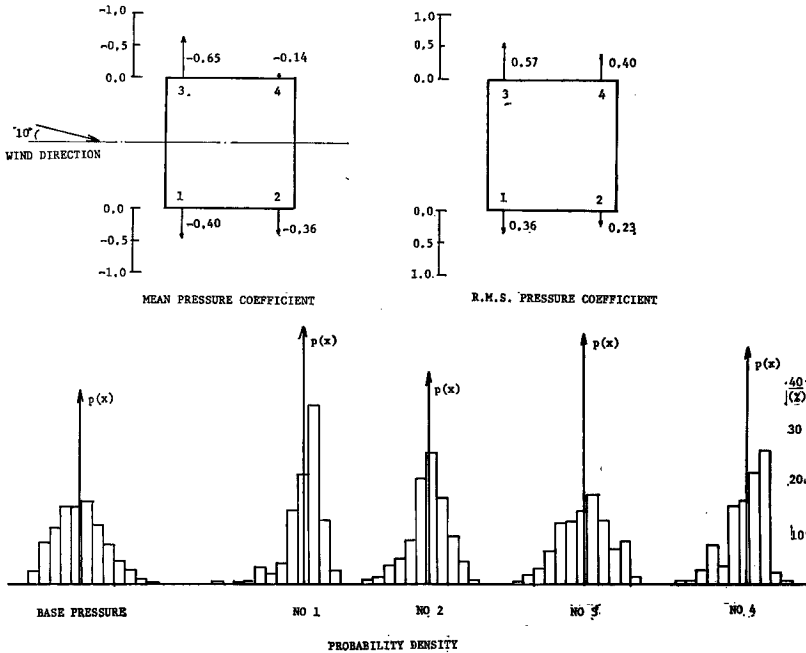 -1.0
-0.5
0.0
-0.65
-0.14
3
4
10°
WIND DIRECTION
1
2
0.0
-0.5
-1.0
-0.40
-0.36
MEAN PRESSURE COEFFICIENT
1.0
0.5
0.0
0.57
0.40
3
4
1
2
0.0
0.5
1.0
0.36
0.23
R.M.S. PRESSURE COEFFICIENT
p(x)
p(x)
p(x)
p(x)
p(x)
40
(%)
30
20
10
BASE PRESSURE
NO 1
NO 2
NO 3
NO 4
PROBABILITY DENSITY